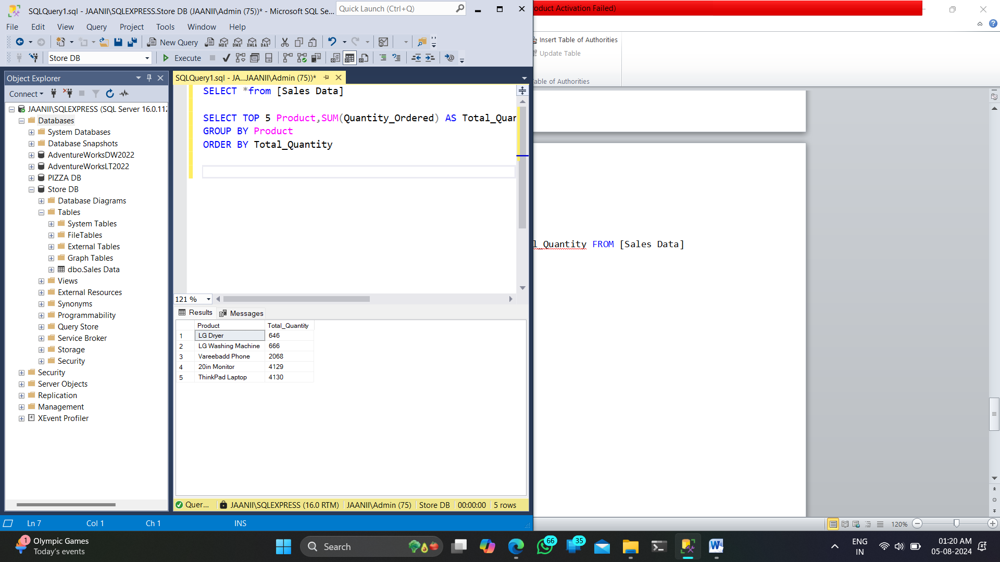 SQLQuery1.sql - JAANII\SQLEXPRESS.Store DB (JAANII\Admin (75))* - Microsoft SQL Se...
Quick Launch (Ctrl+Q)
oduct Activation Failed)
File Edit View Query Project Tools Window Help
New Query
MDX DMX XMLA DAX
Insert Table of Authorities
Update Table
able of Authorities
Store DB
Execute
Object Explorer
Connect
JAANII\SQLEXPRESS (SQL Server 16.0.112
Databases
System Databases
Database Snapshots
AdventureWorksDW2022
AdventureWorksLT2022
PIZZA DB
Store DB
Database Diagrams
Tables
System Tables
FileTables
External Tables
Graph Tables
dbo.Sales Data
Views
External Resources
Synonyms
Programmability
Query Store
Service Broker
Storage
Security
Security
Server Objects
Replication
Management
XEvent Profiler
SQLQuery1.sql - JA...JAANII\Admin (75))*
SELECT *from [Sales Data]
SELECT TOP 5 Product,SUM(Quantity_Ordered) AS Total_Quan
GROUP BY Product
ORDER BY Total_Quantity
l_Quantity FROM [Sales Data]
121 %
Results Messages
Product Total_Quantity
1 LG Dryer 646
2 LG Washing Machine 666
3 Vareebadd Phone 2068
4 20in Monitor 4129
5 ThinkPad Laptop 4130
Quer... JAANII\SQLEXPRESS (16.0 RTM) JAANII\Admin (75) Store DB 00:00:00 5 rows
Ln 7 Col 1 Ch 1 INS
120%
1
Olympic Games
Today's events
Search
66
35
ENG
IN
01:20 AM
05-08-2024